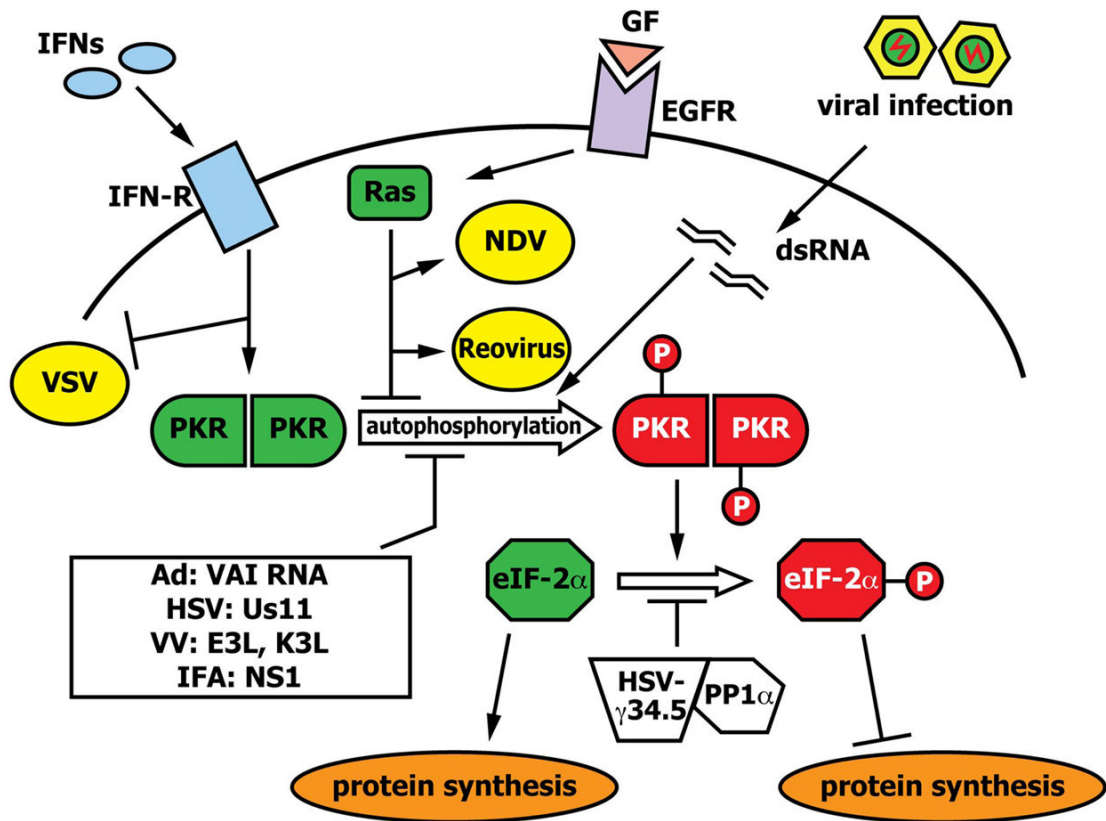 IFNs
GF
EGFR
viral infection
IFN-R
Ras
NDV
dsRNA
Reovirus
VSV
P
PKR
PKR
autophosphorylation
PKR
PKR
P
Ad: VAI RNA
HSV: Us11
VV: E3L, K3L
IFA: NS1
eIF-2α
eIF-2α
P
HSV-
γ34.5
PP1α
protein synthesis
protein synthesis